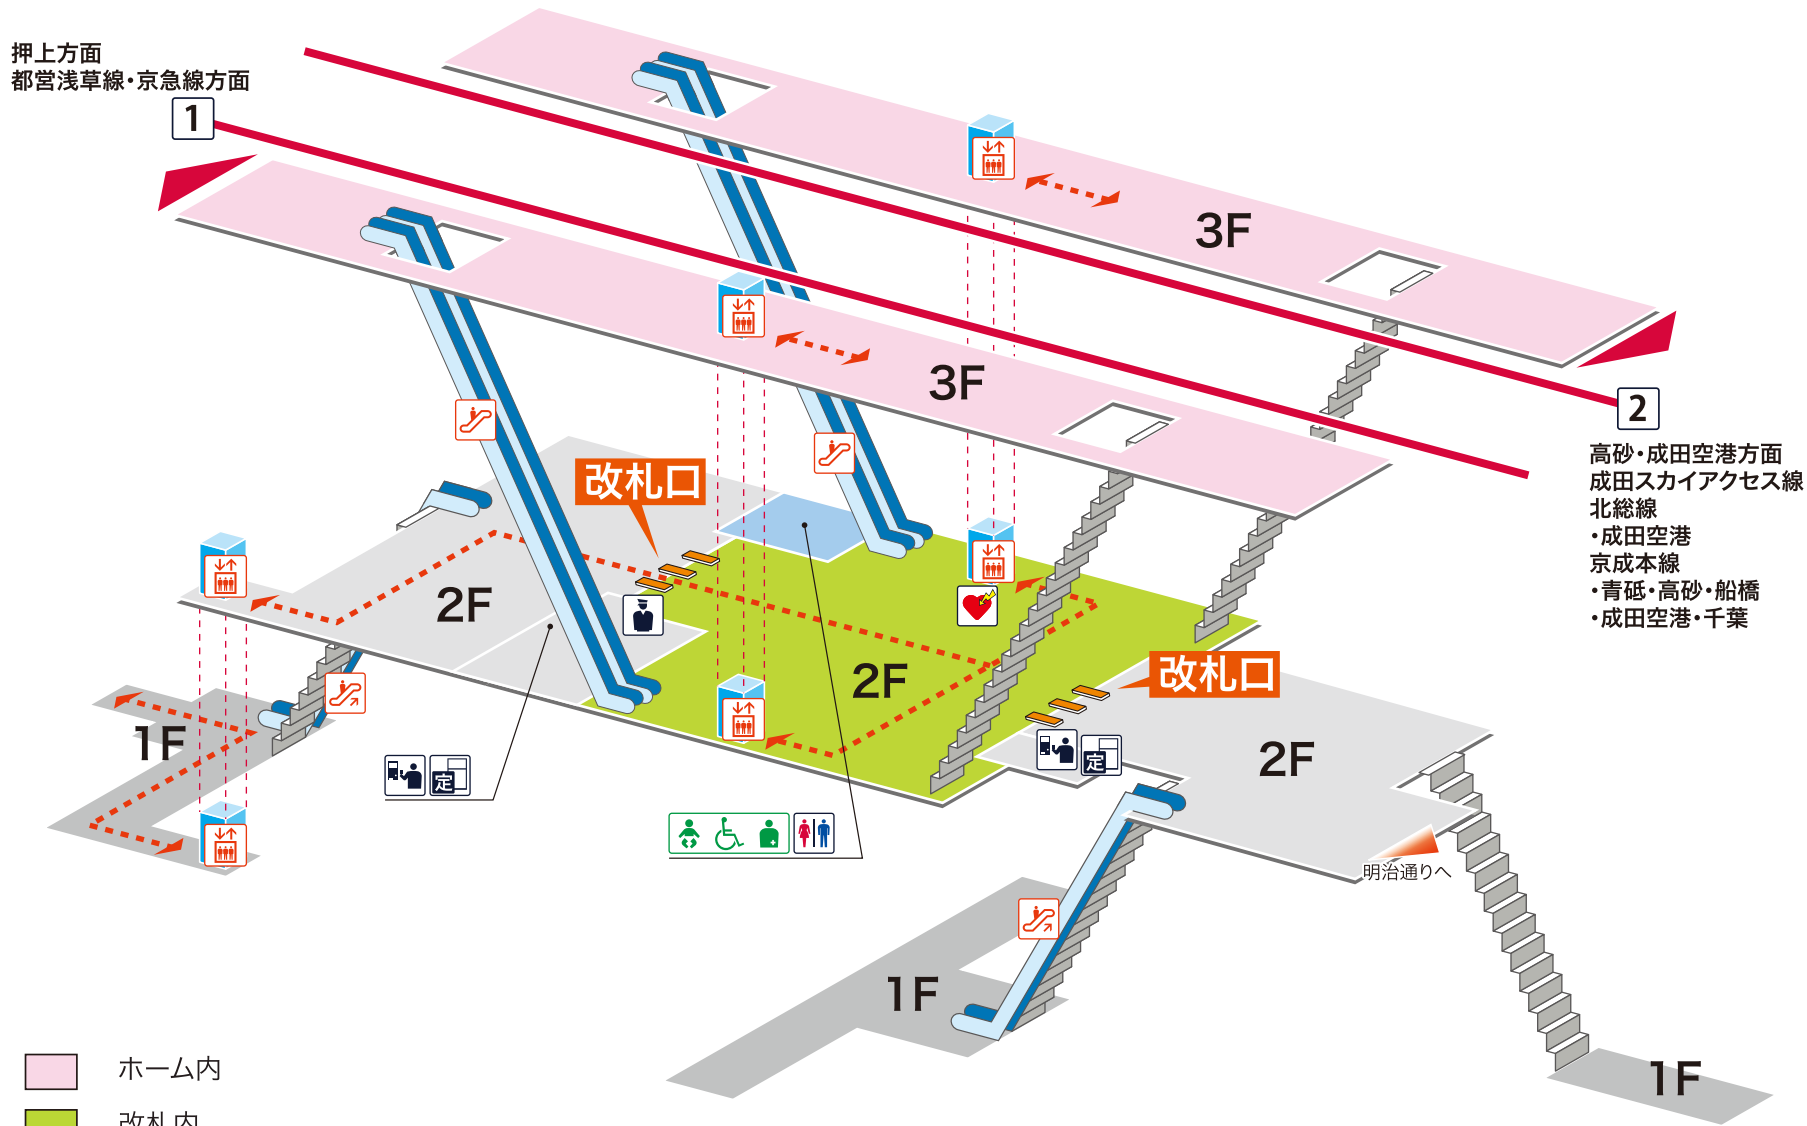 押上方面
都営浅草線・京急線方面
1
3F
3F
2
高砂・成田空港方面
成田スカイアクセス線
北総線
・成田空港
京成本線
・青砥・高砂・船橋
・成田空港・千葉
改札口
2F
2F
改札口
1F
定
定
2F
明治通りへ
1F
1F
ホーム内
改札内